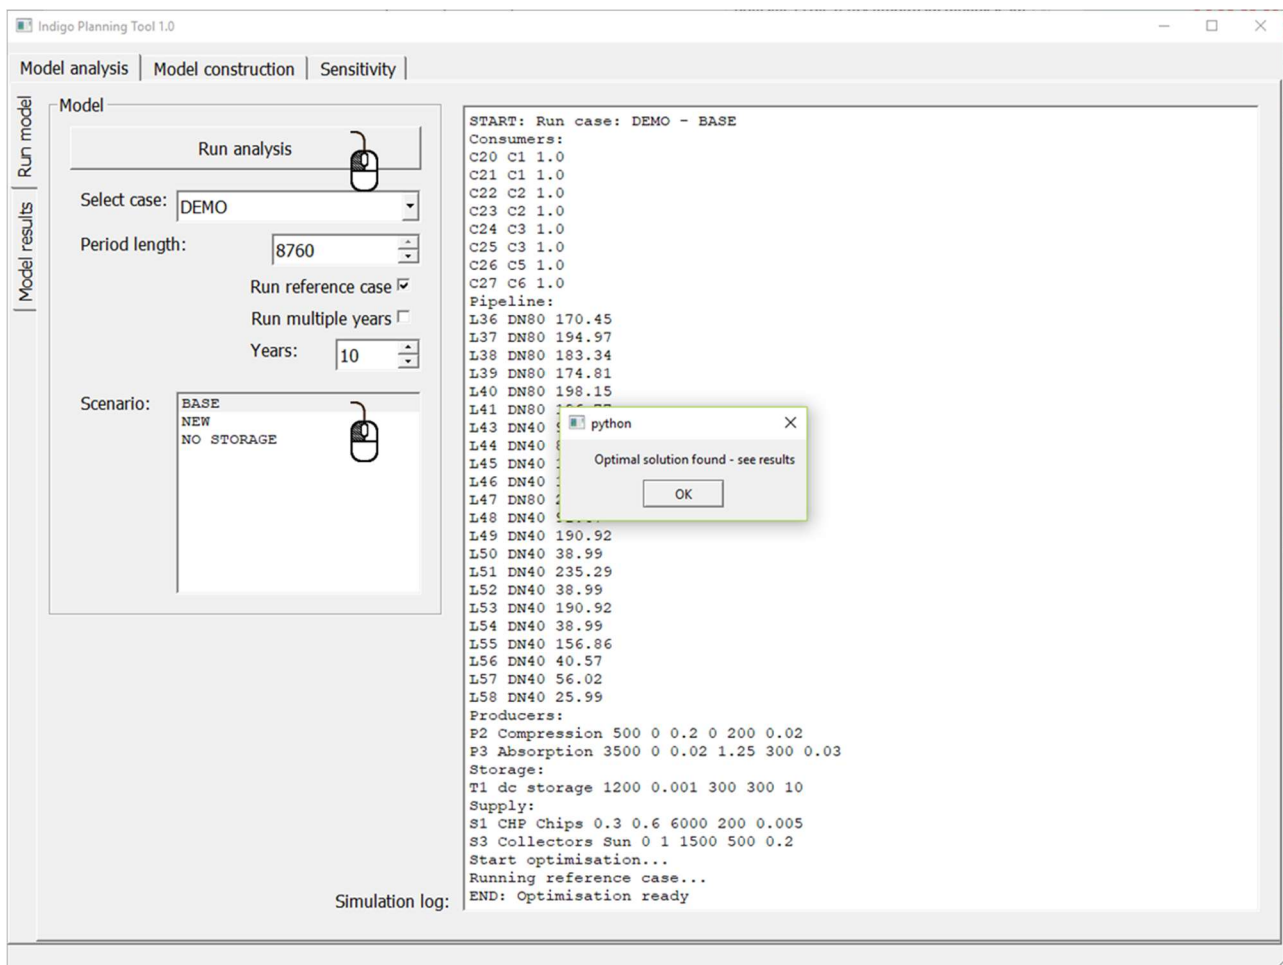 Indigo Planning Tool 1.0
Model analysis Model construction Sensitivity
Run model
Model results
Model
Run analysis
Select case: DEMO
Period length: 8760
Run reference case
Run multiple years
Years: 10
Scenario:
BASE
NEW
NO STORAGE
Simulation log:
START: Run case: DEMO - BASE
Consumers:
C20 C1 1.0
C21 C1 1.0
C22 C2 1.0
C23 C2 1.0
C24 C3 1.0
C25 C3 1.0
C26 C5 1.0
C27 C6 1.0
Pipeline:
L36 DN80 170.45
L37 DN80 194.97
L38 DN80 183.34
L39 DN80 174.81
L40 DN80 198.15
L41 DN80
L43 DN40
L44 DN40
L45 DN40
L46 DN40
L47 DN80
L48 DN40
L49 DN40 190.92
L50 DN40 38.99
L51 DN40 235.29
L52 DN40 38.99
L53 DN40 190.92
L54 DN40 38.99
L55 DN40 156.86
L56 DN40 40.57
L57 DN40 56.02
L58 DN40 25.99
Producers:
P2 Compression 500 0 0.2 0 200 0.02
P3 Absorption 3500 0 0.02 1.25 300 0.03
Storage:
T1 dc storage 1200 0.001 300 300 10
Supply:
S1 CHP Chips 0.3 0.6 6000 200 0.005
S3 Collectors Sun 0 1 1500 500 0.2
Start optimisation...
Running reference case...
END: Optimisation ready
python
Optimal solution found - see results
OK